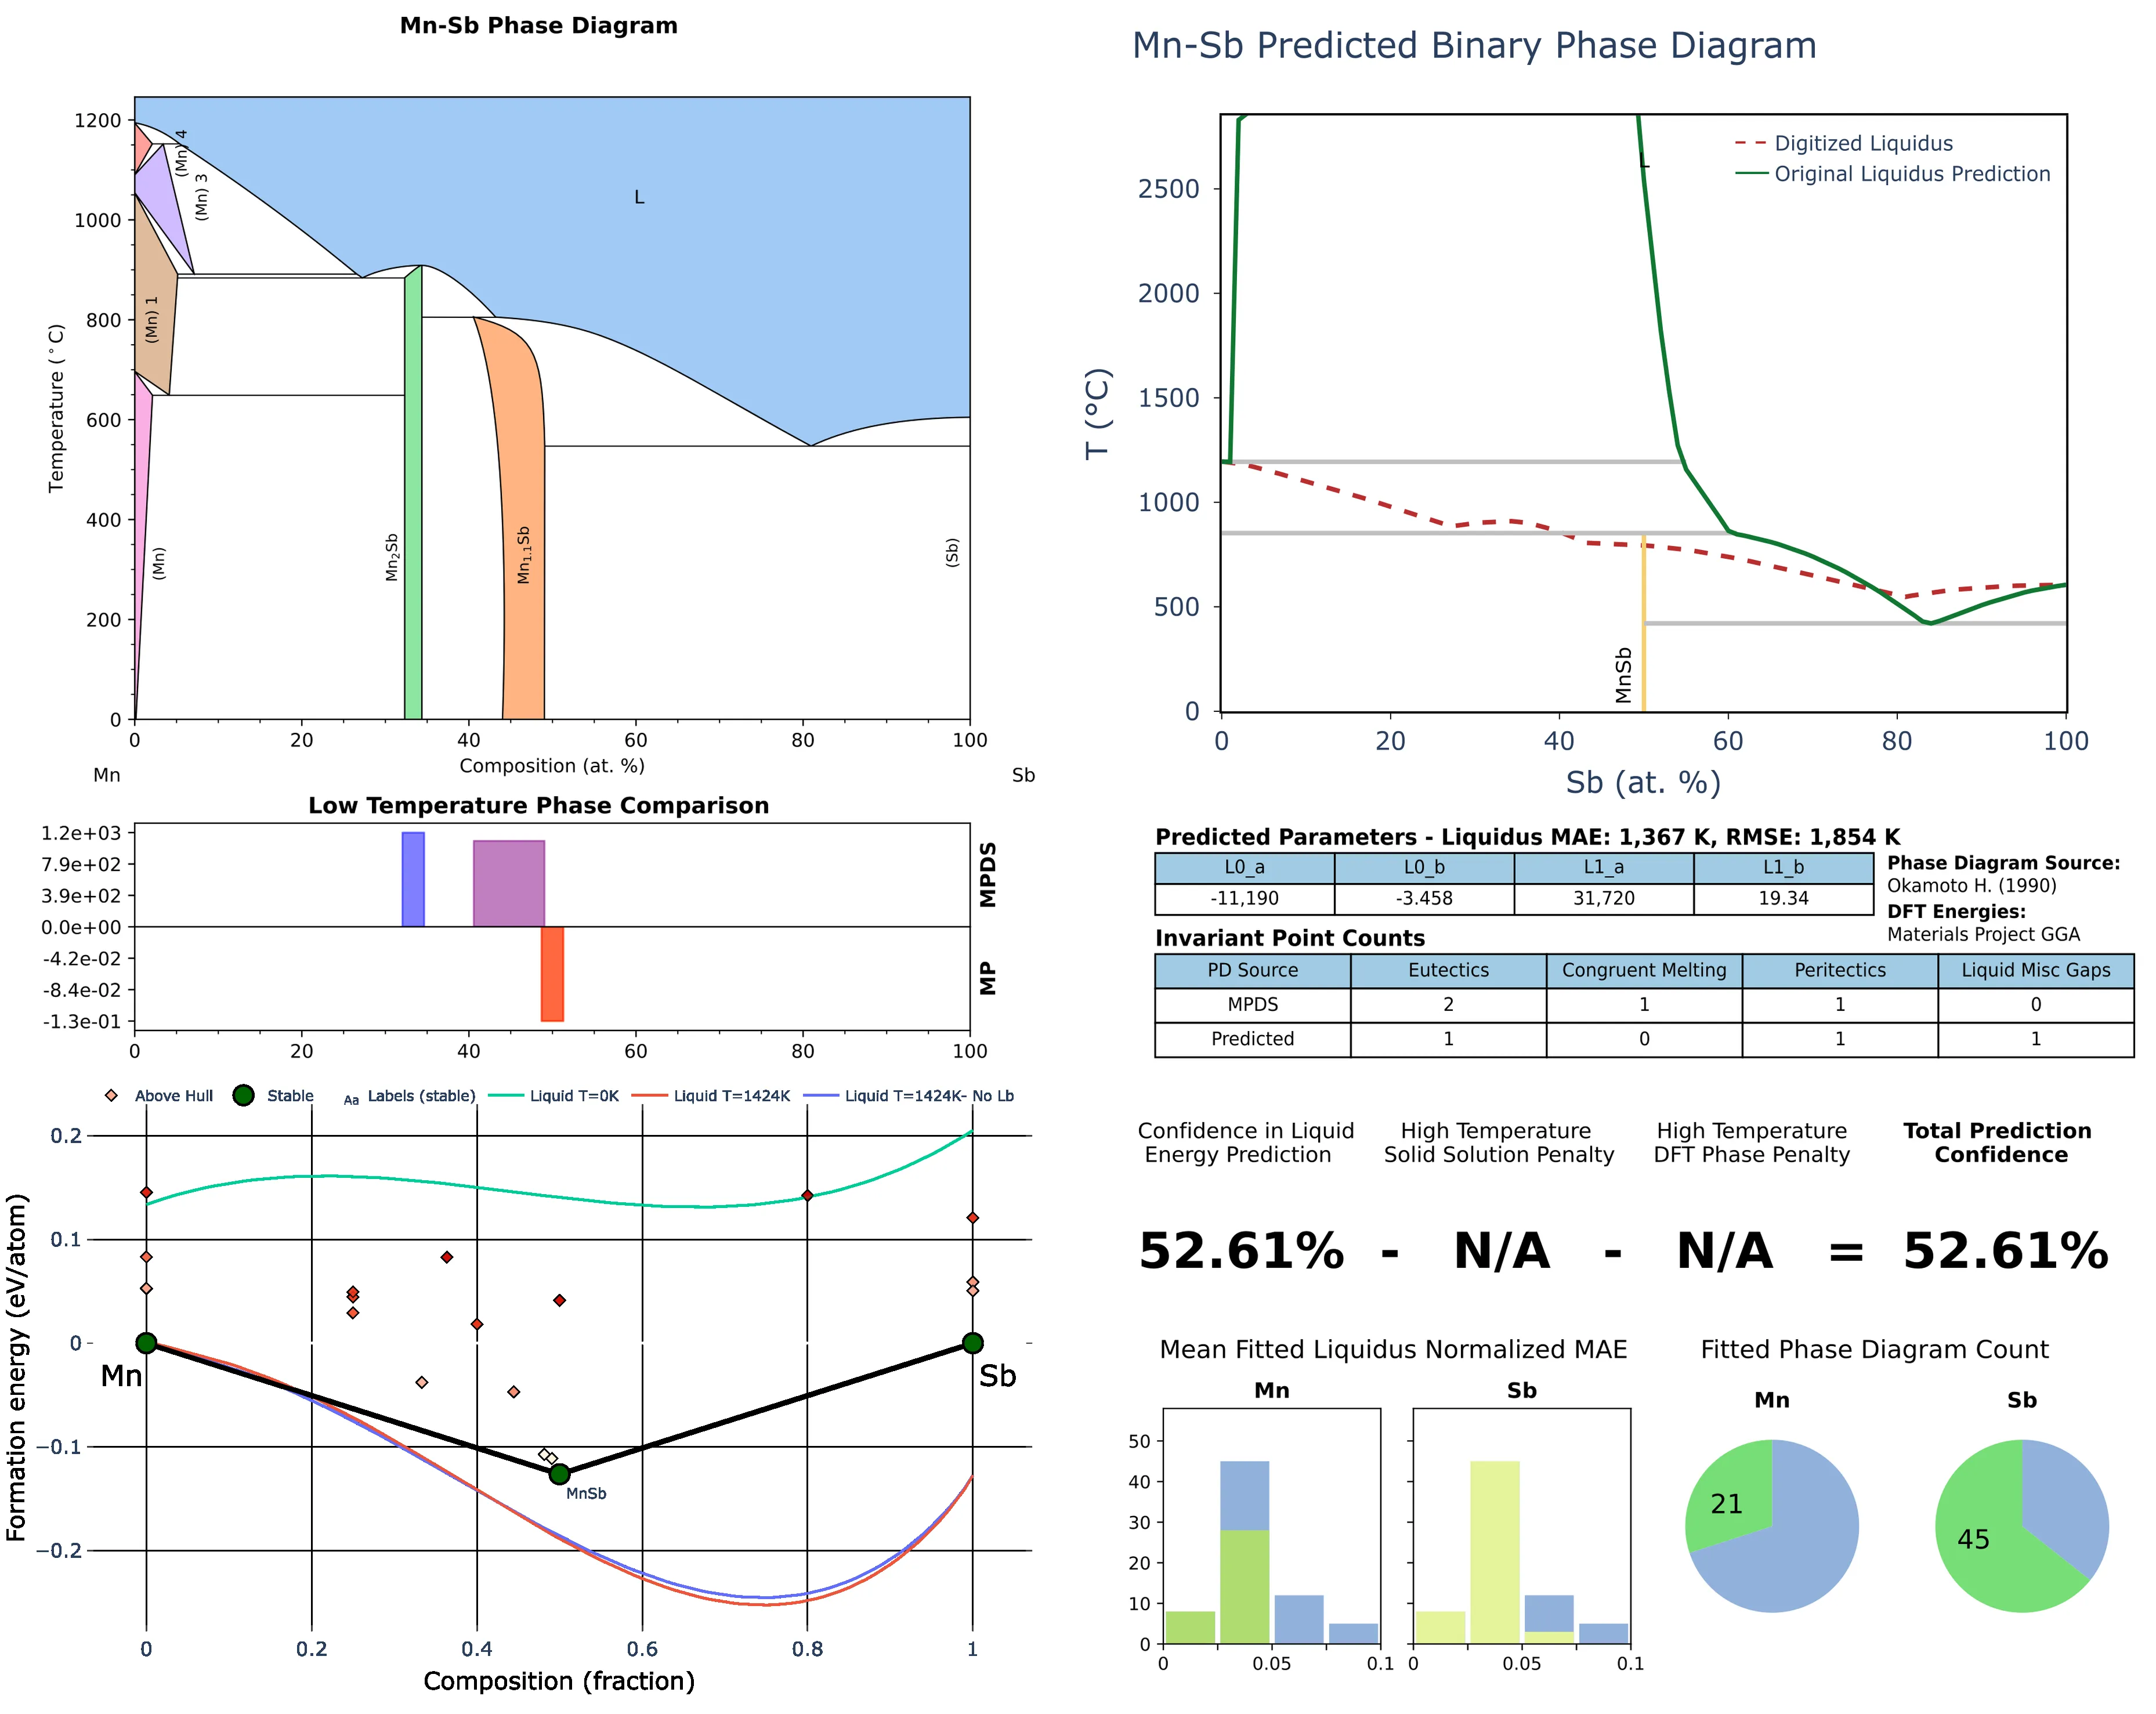 Mn-Sb Phase Diagram
1200
1000
800
600
400
200
0
Temperature (°C)
(Mn) 4
(Mn) 3
(Mn) 1
(Mn)
L
Mn2Sb
Mn1.1Sb
(Sb)
0 20 40 60 80 100
Composition (at. %)
Mn Sb
Low Temperature Phase Comparison
1.2e+03
7.9e+02
3.9e+02
0.0e+00
-4.2e-02
-8.4e-02
-1.3e-01
MPDS
MP
0 20 40 60 80 100
Above Hull Stable Aa Labels (stable) Liquid T=0K Liquid T=1424K Liquid T=1424K- No Lb
0.2
0.1
0
−0.1
−0.2
Formation energy (eV/atom)
Mn
Sb
MnSb
0 0.2 0.4 0.6 0.8 1
Composition (fraction)
Mn-Sb Predicted Binary Phase Diagram
Digitized Liquidus
Original Liquidus Prediction
L
2500
2000
1500
1000
500
0
T (°C)
MnSb
0 20 40 60 80 100
Sb (at. %)
Predicted Parameters - Liquidus MAE: 1,367 K, RMSE: 1,854 K
L0_a L0_b L1_a L1_b
-11,190 -3.458 31,720 19.34
Phase Diagram Source:
Okamoto H. (1990)
DFT Energies:
Materials Project GGA
Invariant Point Counts
PD Source Eutectics Congruent Melting Peritectics Liquid Misc Gaps
MPDS 2 1 1 0
Predicted 1 0 1 1
Confidence in Liquid
Energy Prediction
High Temperature
Solid Solution Penalty
High Temperature
DFT Phase Penalty
Total Prediction
Confidence
52.61% - N/A - N/A = 52.61%
Mean Fitted Liquidus Normalized MAE
Mn
Sb
50
40
30
20
10
0
0 0.05 0.1
0 0.05 0.1
Fitted Phase Diagram Count
Mn
Sb
21
45